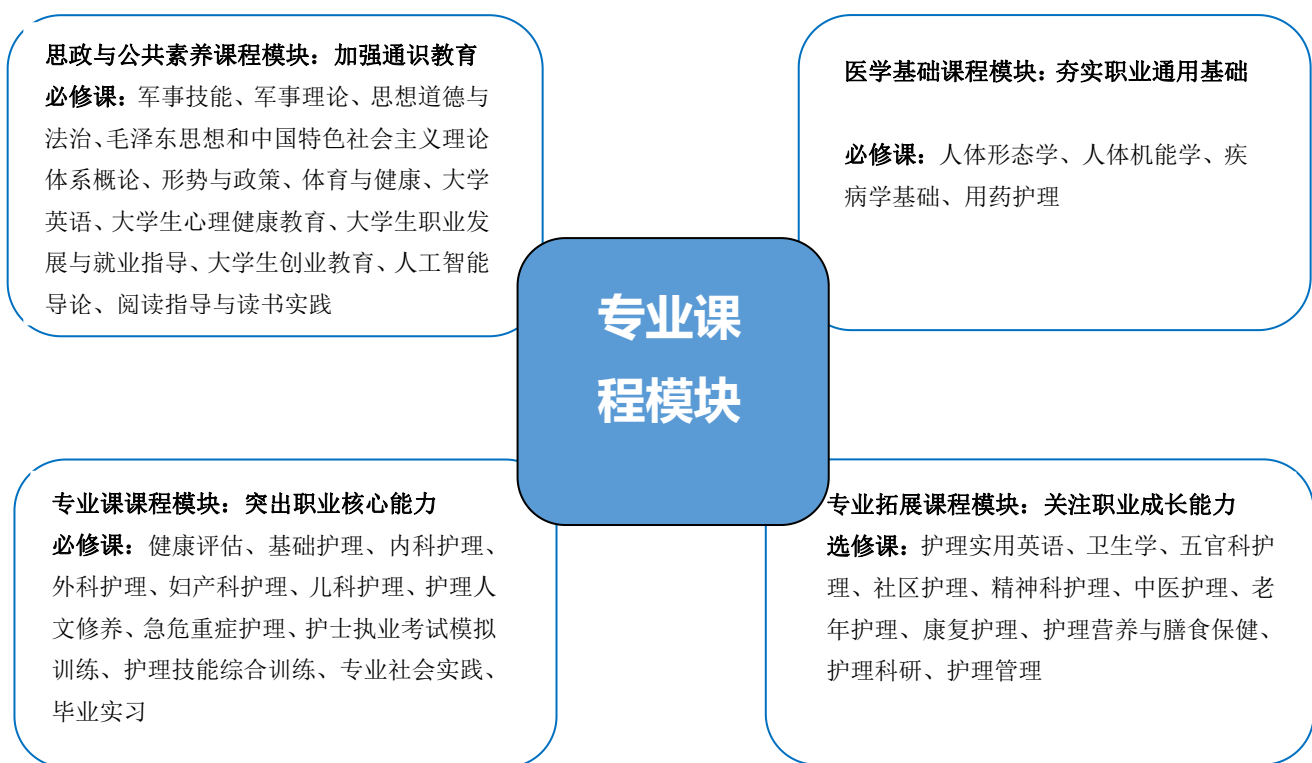 思政与公共素养课程模块：加强通识教育
必修课：军事技能、军事理论、思想道德与
法治、毛泽东思想和中国特色社会主义理论
体系概论、形势与政策、体育与健康、大学
英语、大学生心理健康教育、大学生职业发
展与就业指导、大学生创业教育、人工智能
导论、阅读指导与读书实践
医学基础课程模块：夯实职业通用基础
必修课：人体形态学、人体机能学、疾
病学基础、用药护理
专业课
程模块
专业课课程模块：突出职业核心能力
必修课：健康评估、基础护理、内科护理、
外科护理、妇产科护理、儿科护理、护理人
文修养、急危重症护理、护士执业考试模拟
训练、护理技能综合训练、专业社会实践、
毕业实习
专业拓展课程模块：关注职业成长能力
选修课：护理实用英语、卫生学、五官科护
理、社区护理、精神科护理、中医护理、老
年护理、康复护理、护理营养与膳食保健、
护理科研、护理管理